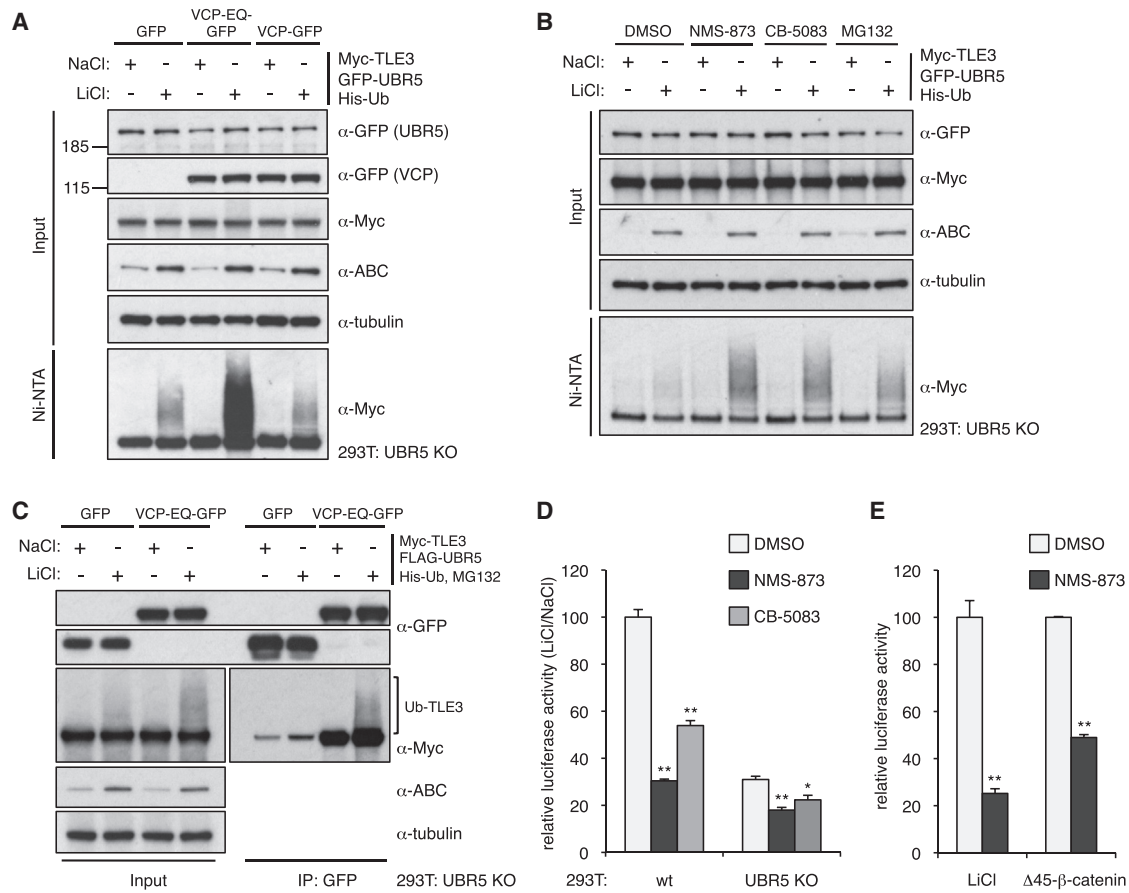 A
GFP
VCP-EQ-
GFP
VCP-GFP
NaCl: + - + - + -
LiCl: - + - + - +
Myc-TLE3
GFP-UBR5
His-Ub
Input
185
115
α-GFP (UBR5)
α-GFP (VCP)
α-Myc
α-ABC
α-tubulin
Ni-NTA
α-Myc
293T: UBR5 KO
B
DMSO NMS-873 CB-5083 MG132
NaCl: + - + - + - + -
LiCl: - + - + - + - +
Myc-TLE3
GFP-UBR5
His-Ub
Input
α-GFP
α-Myc
α-ABC
α-tubulin
Ni-NTA
α-Myc
293T: UBR5 KO
C
GFP VCP-EQ-GFP GFP VCP-EQ-GFP
NaCl: + - + - + - + -
LiCl: - + - + - + - +
Myc-TLE3
FLAG-UBR5
His-Ub, MG132
α-GFP
Ub-TLE3
α-Myc
α-ABC
α-tubulin
Input
IP: GFP
293T: UBR5 KO
D
DMSO
NMS-873
CB-5083
relative luciferase activity (LiCl/NaCl)
120
100
80
60
40
20
0
**
**
**
*
293T: wt UBR5 KO
E
DMSO
NMS-873
relative luciferase activity
120
100
80
60
40
20
0
**
**
LiCl Δ45-β-catenin